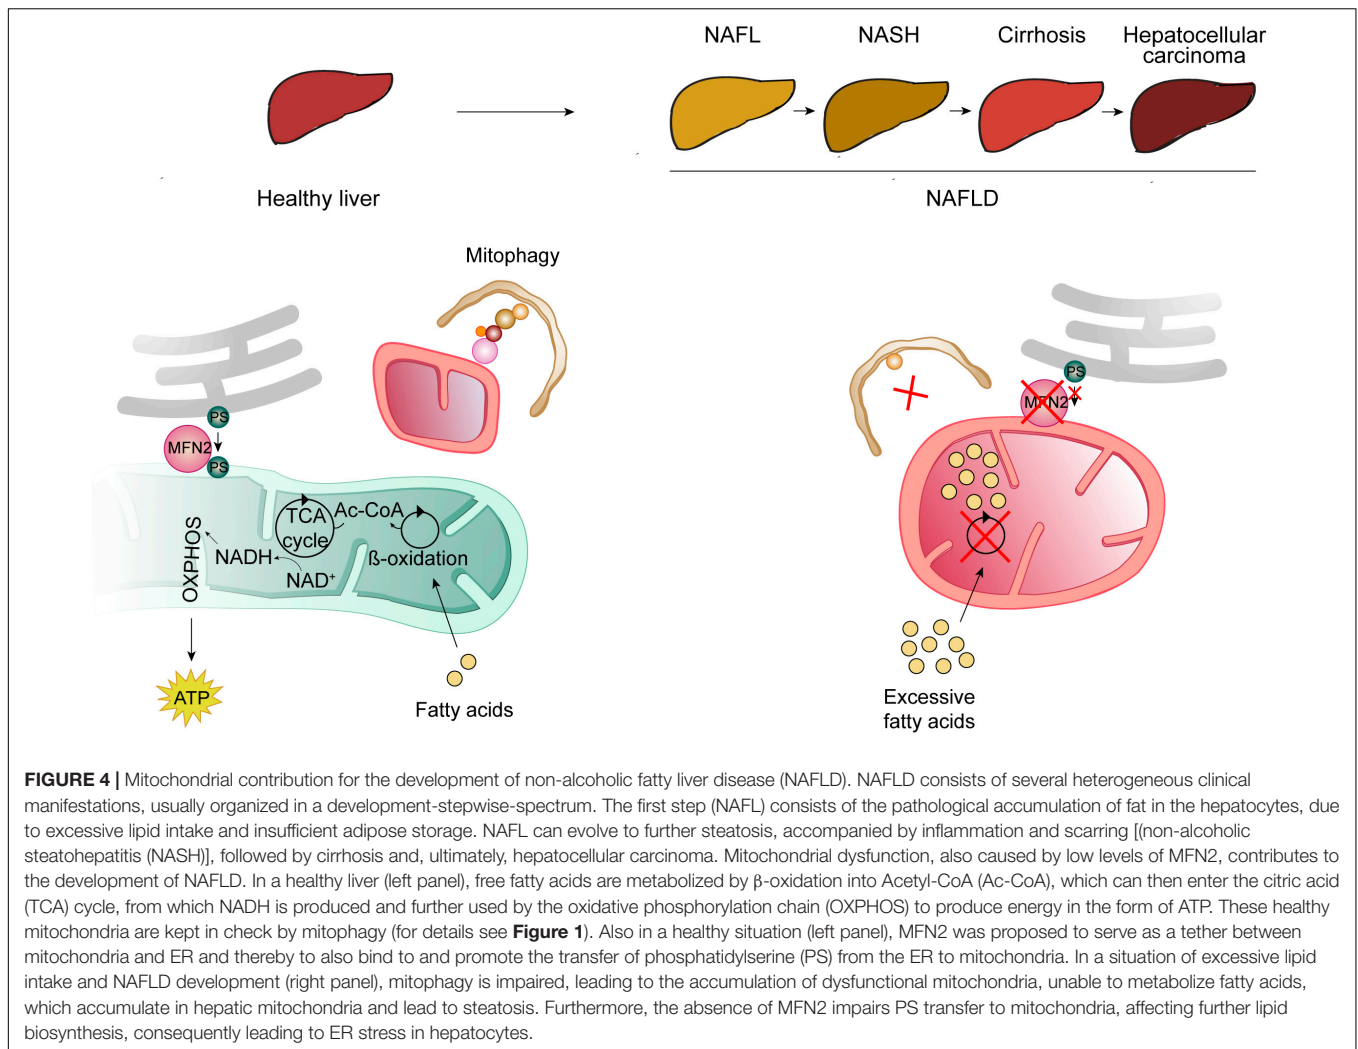 NAFL
NASH
Cirrhosis
Hepatocellular
carcinoma
Healthy liver
NAFLD
Mitophagy
PS
MFN2
PS
TCA
cycle
Ac-CoA
ß-oxidation
NADH
NAD⁺
OXPHOS
ATP
Fatty acids
PS
MFN2
Excessive
fatty acids
FIGURE 4 | Mitochondrial contribution for the development of non-alcoholic fatty liver disease (NAFLD). NAFLD consists of several heterogeneous clinical
manifestations, usually organized in a development-stepwise-spectrum. The first step (NAFL) consists of the pathological accumulation of fat in the hepatocytes, due
to excessive lipid intake and insufficient adipose storage. NAFL can evolve to further steatosis, accompanied by inflammation and scarring [(non-alcoholic
steatohepatitis (NASH)], followed by cirrhosis and, ultimately, hepatocellular carcinoma. Mitochondrial dysfunction, also caused by low levels of MFN2, contributes to
the development of NAFLD. In a healthy liver (left panel), free fatty acids are metabolized by β-oxidation into Acetyl-CoA (Ac-CoA), which can then enter the citric acid
(TCA) cycle, from which NADH is produced and further used by the oxidative phosphorylation chain (OXPHOS) to produce energy in the form of ATP. These healthy
mitochondria are kept in check by mitophagy (for details see Figure 1). Also in a healthy situation (left panel), MFN2 was proposed to serve as a tether between
mitochondria and ER and thereby to also bind to and promote the transfer of phosphatidylserine (PS) from the ER to mitochondria. In a situation of excessive lipid
intake and NAFLD development (right panel), mitophagy is impaired, leading to the accumulation of dysfunctional mitochondria, unable to metabolize fatty acids,
which accumulate in hepatic mitochondria and lead to steatosis. Furthermore, the absence of MFN2 impairs PS transfer to mitochondria, affecting further lipid
biosynthesis, consequently leading to ER stress in hepatocytes.